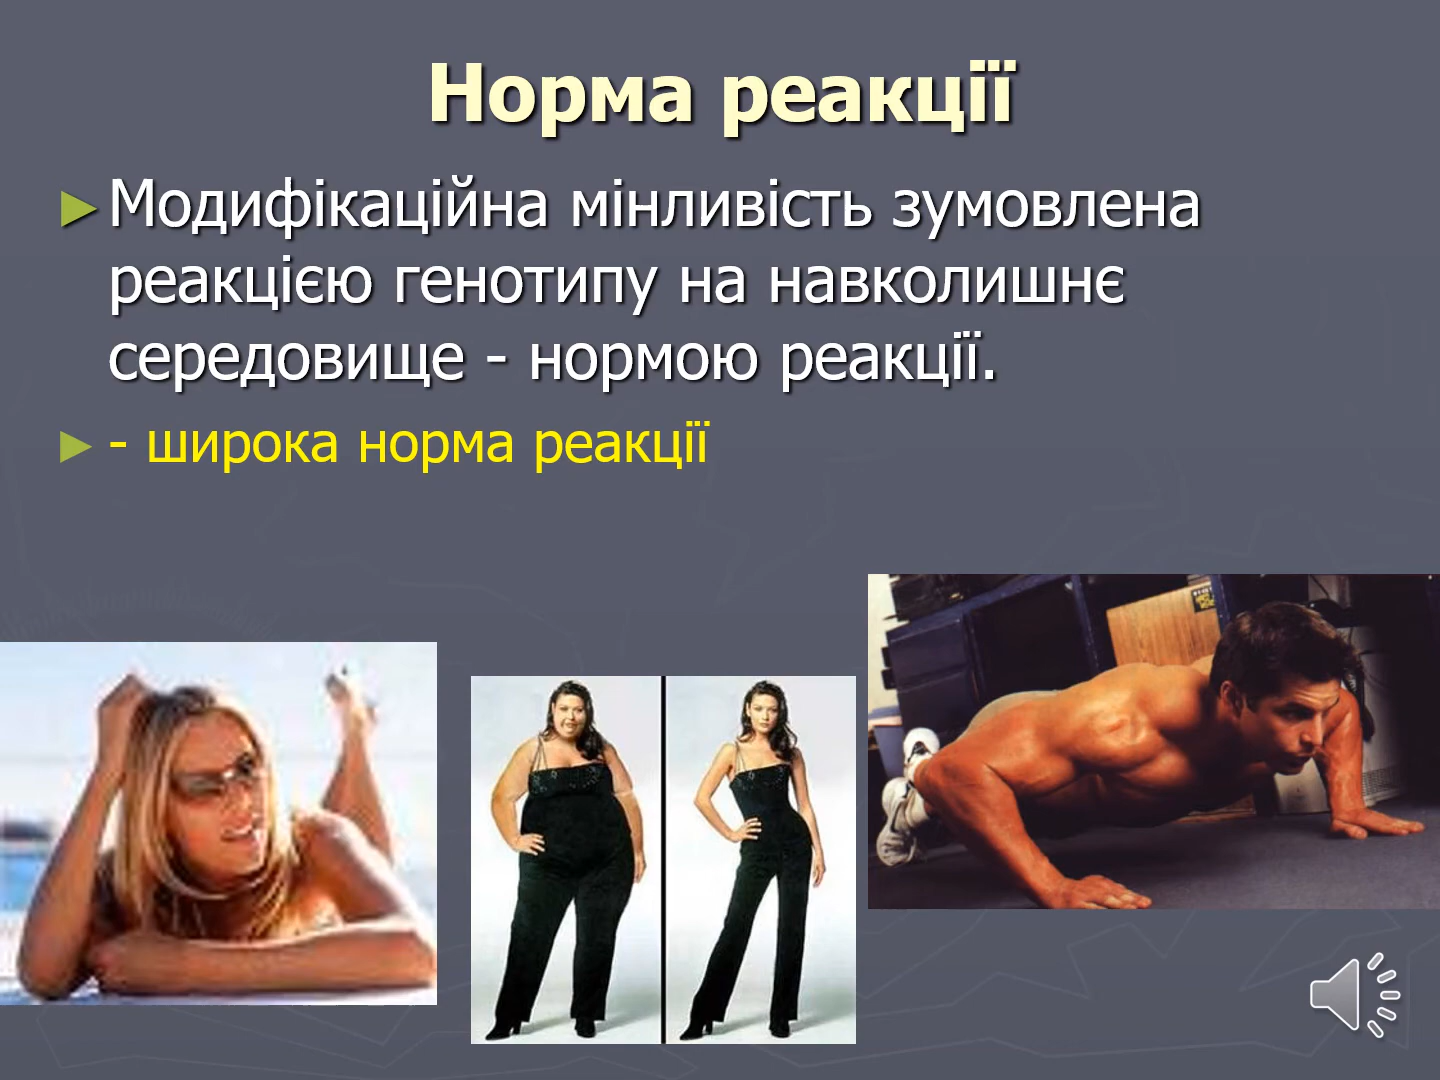 Норма реакції
►Модифікаційна мінливість зумовлена
реакцією генотипу на навколишнє
середовище - нормою реакції.
► - широка норма реакції